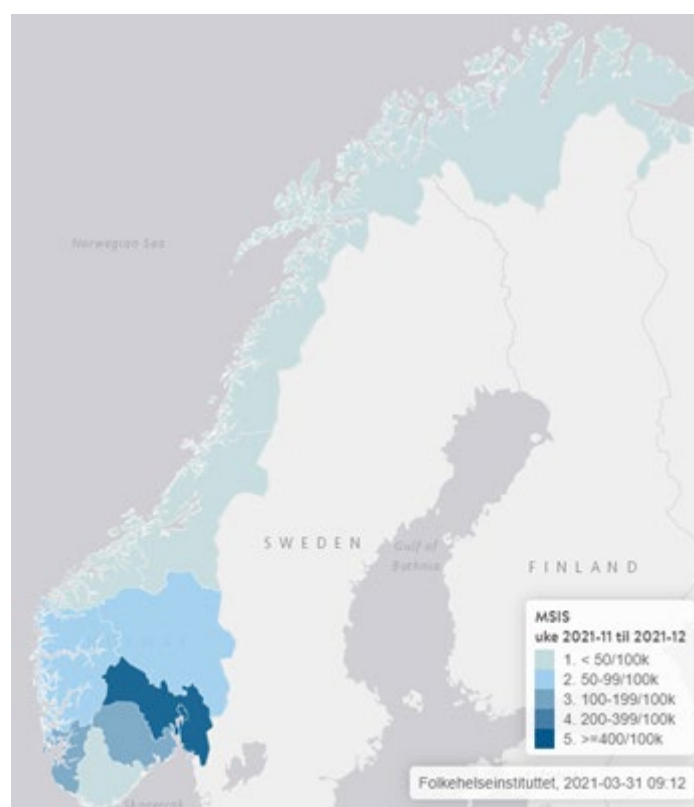 Norwegian Sea
SWEDEN
Gulf of
Bothnia
FINLAND
MSIS
uke 2021-11 til 2021-12
1. < 50/100k
2. 50-99/100k
3. 100-199/100k
4. 200-399/100k
5. >=400/100k
Folkehelseinstituttet, 2021-03-31 09:12